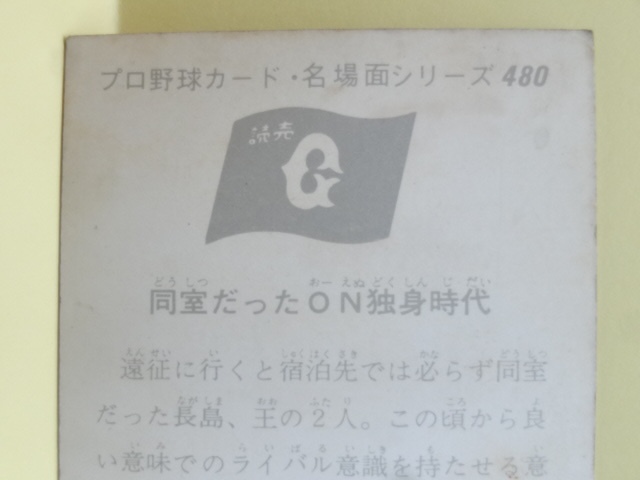 プロ野球カード・名場面シリーズ 480
読売
G
同室だったON独身時代
遠征に行くと宿泊先では必らず同室
だった長島、王の2人。この頃から良
い意味でのライバル意識を持たせる意